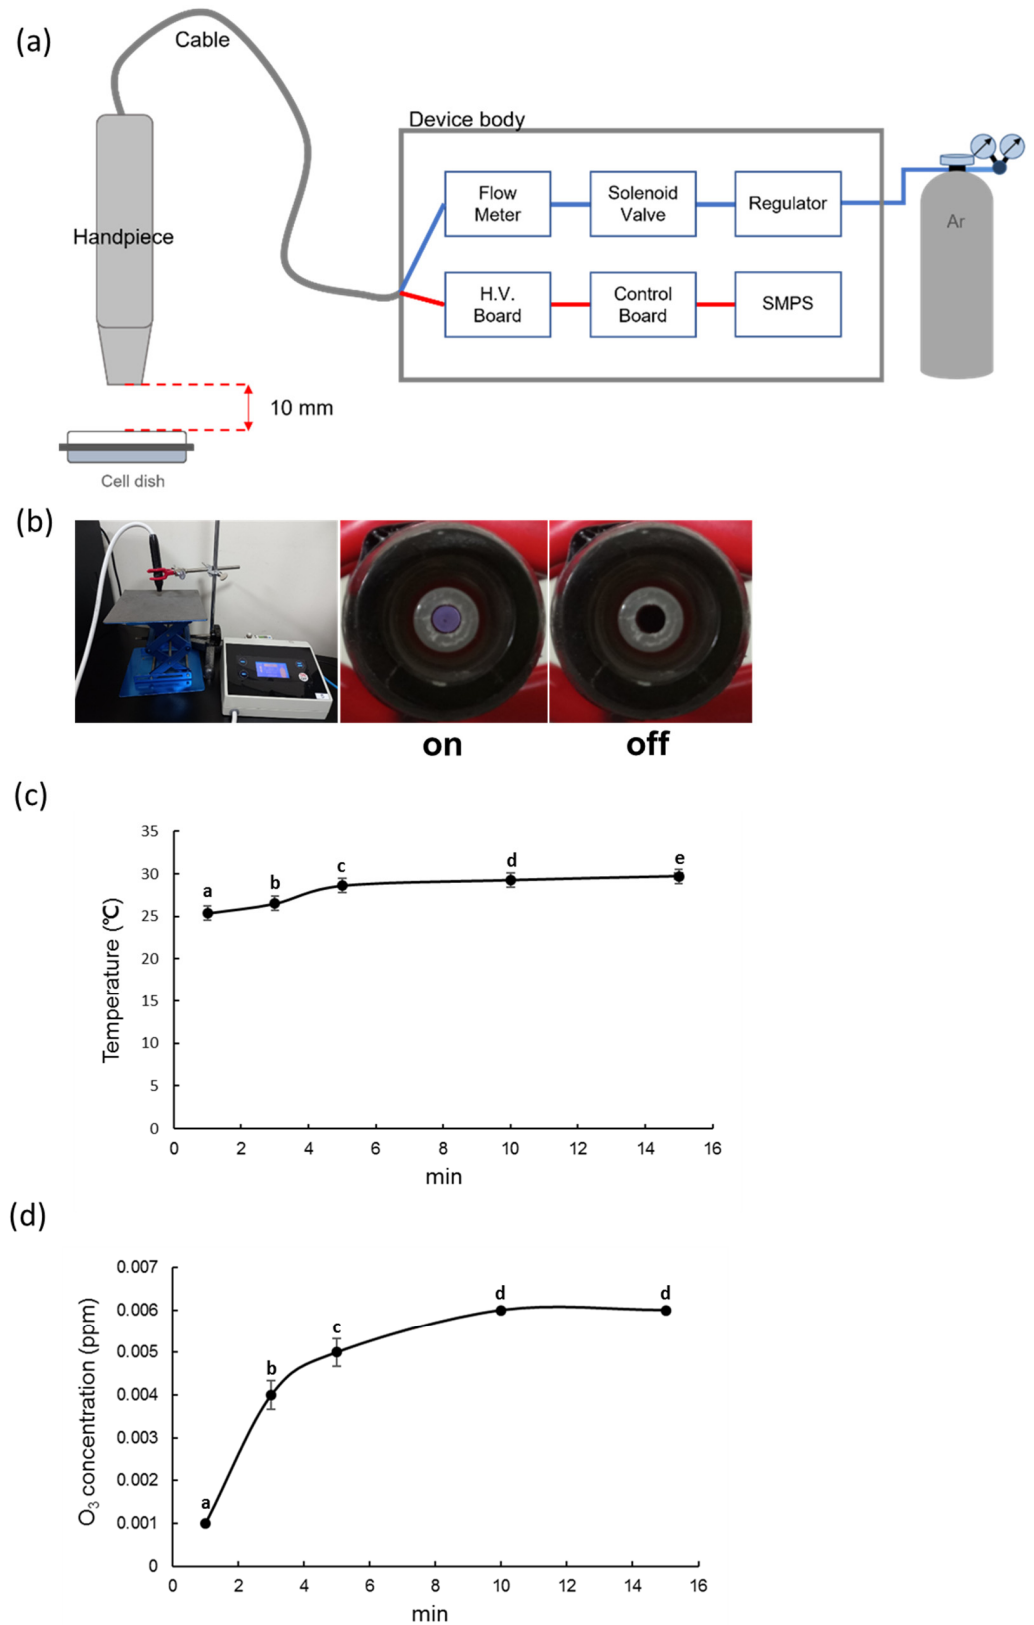 (a)
Cable
Device body
Handpiece
Flow
Meter
Solenoid
Valve
Regulator
Ar
H.V.
Board
Control
Board
SMPS
10 mm
Cell dish
(b)
on
off
(c)
Temperature (℃)
35
30
25
20
15
10
5
0
a
b
c
d
e
0
2
4
6
8
10
12
14
16
min
(d)
O₃ concentration (ppm)
0.007
0.006
0.005
0.004
0.003
0.002
0.001
0
a
b
c
d
d
0
2
4
6
8
10
12
14
16
min